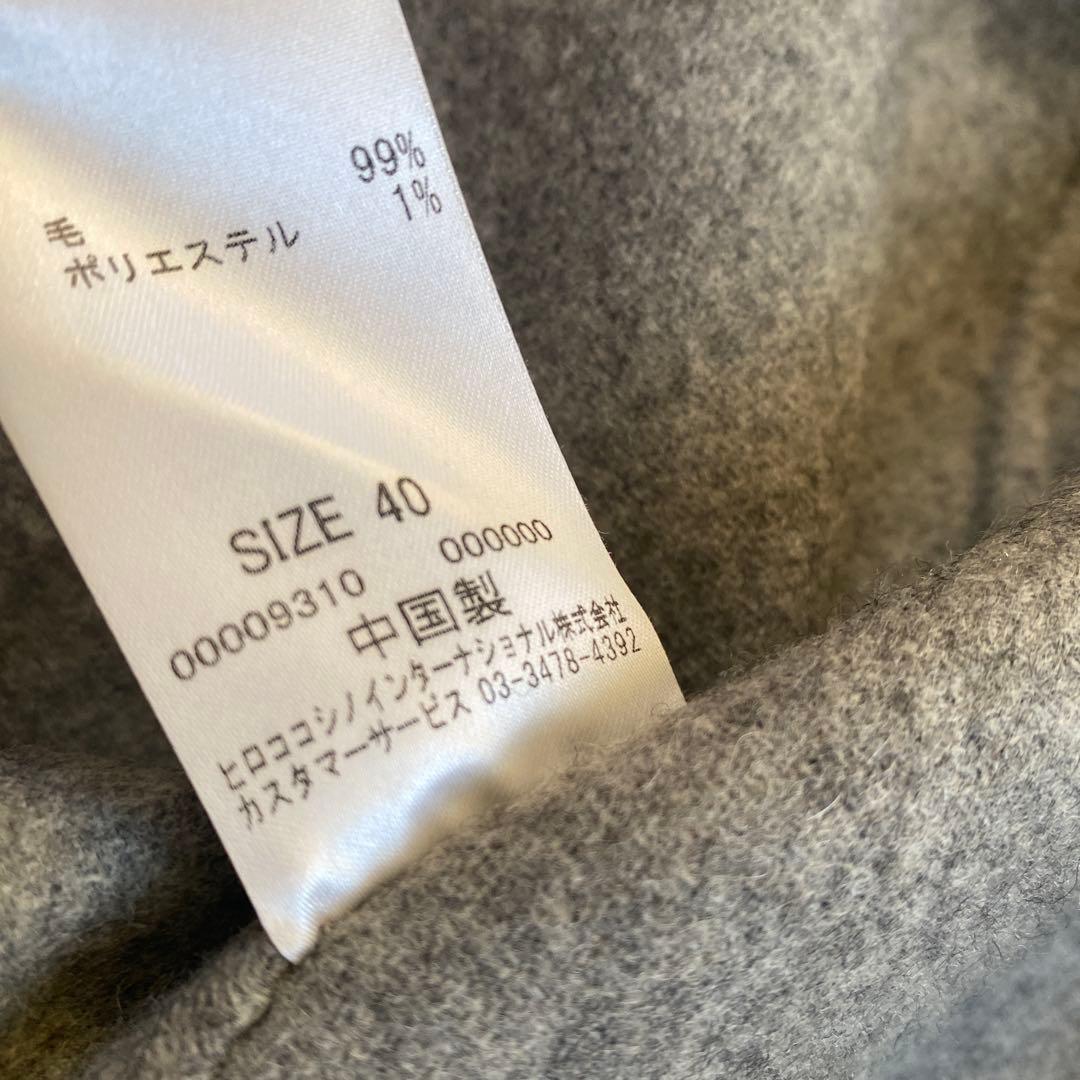 毛 99%
ポリエステル 1%
SIZE 40
00009310 000000
中国製
ヒロココシノインターナショナル株式会社
カスタマーサービス 03-3478-4392